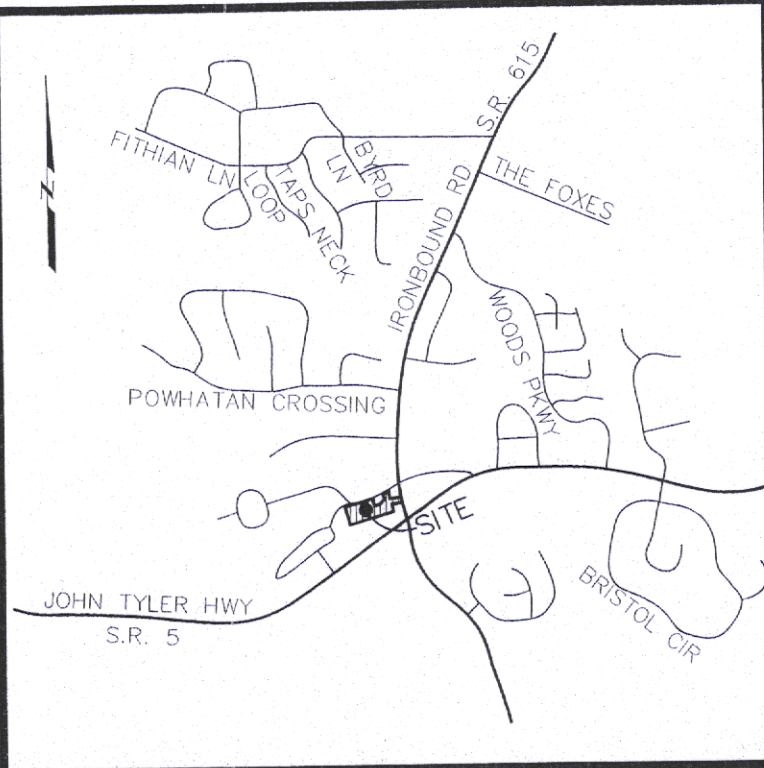 S.R. 615
FITHIAN LN
BYRD
LN
TAPS NECK
LOOP
THE FOXES
N
IRONBOUND RD
WOODS PKWY
POWHATAN CROSSING
SITE
JOHN TYLER HWY
S.R. 5
BRISTOL CIR